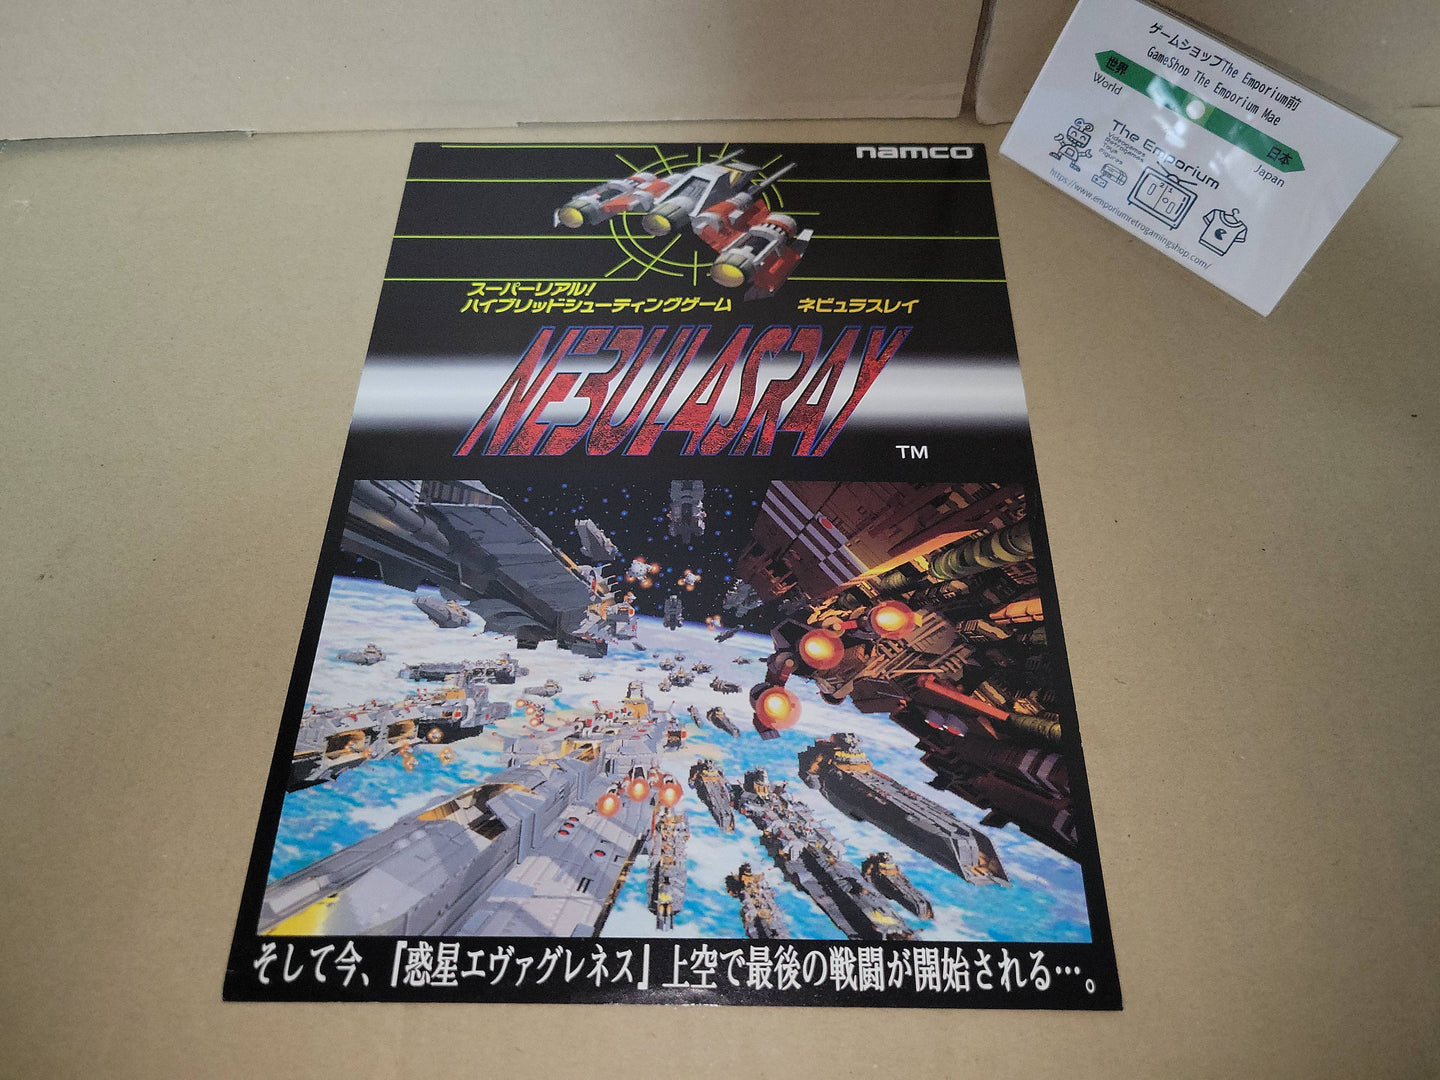 namco
スーパーリアル!
ハイブリッドシューティングゲーム
ネビュラスレイ
NEBULASRAY
TM
そして今、『惑星エヴァグレネス』上空で最後の戦闘が開始される…。
ゲームショップThe Emporium前
GameShop The Emporium Mae
世界
World
日本
Japan
The Emporium
Videogames
Retrogames
Toys
Figures
https://www.emporiumretrogamingshop.com/